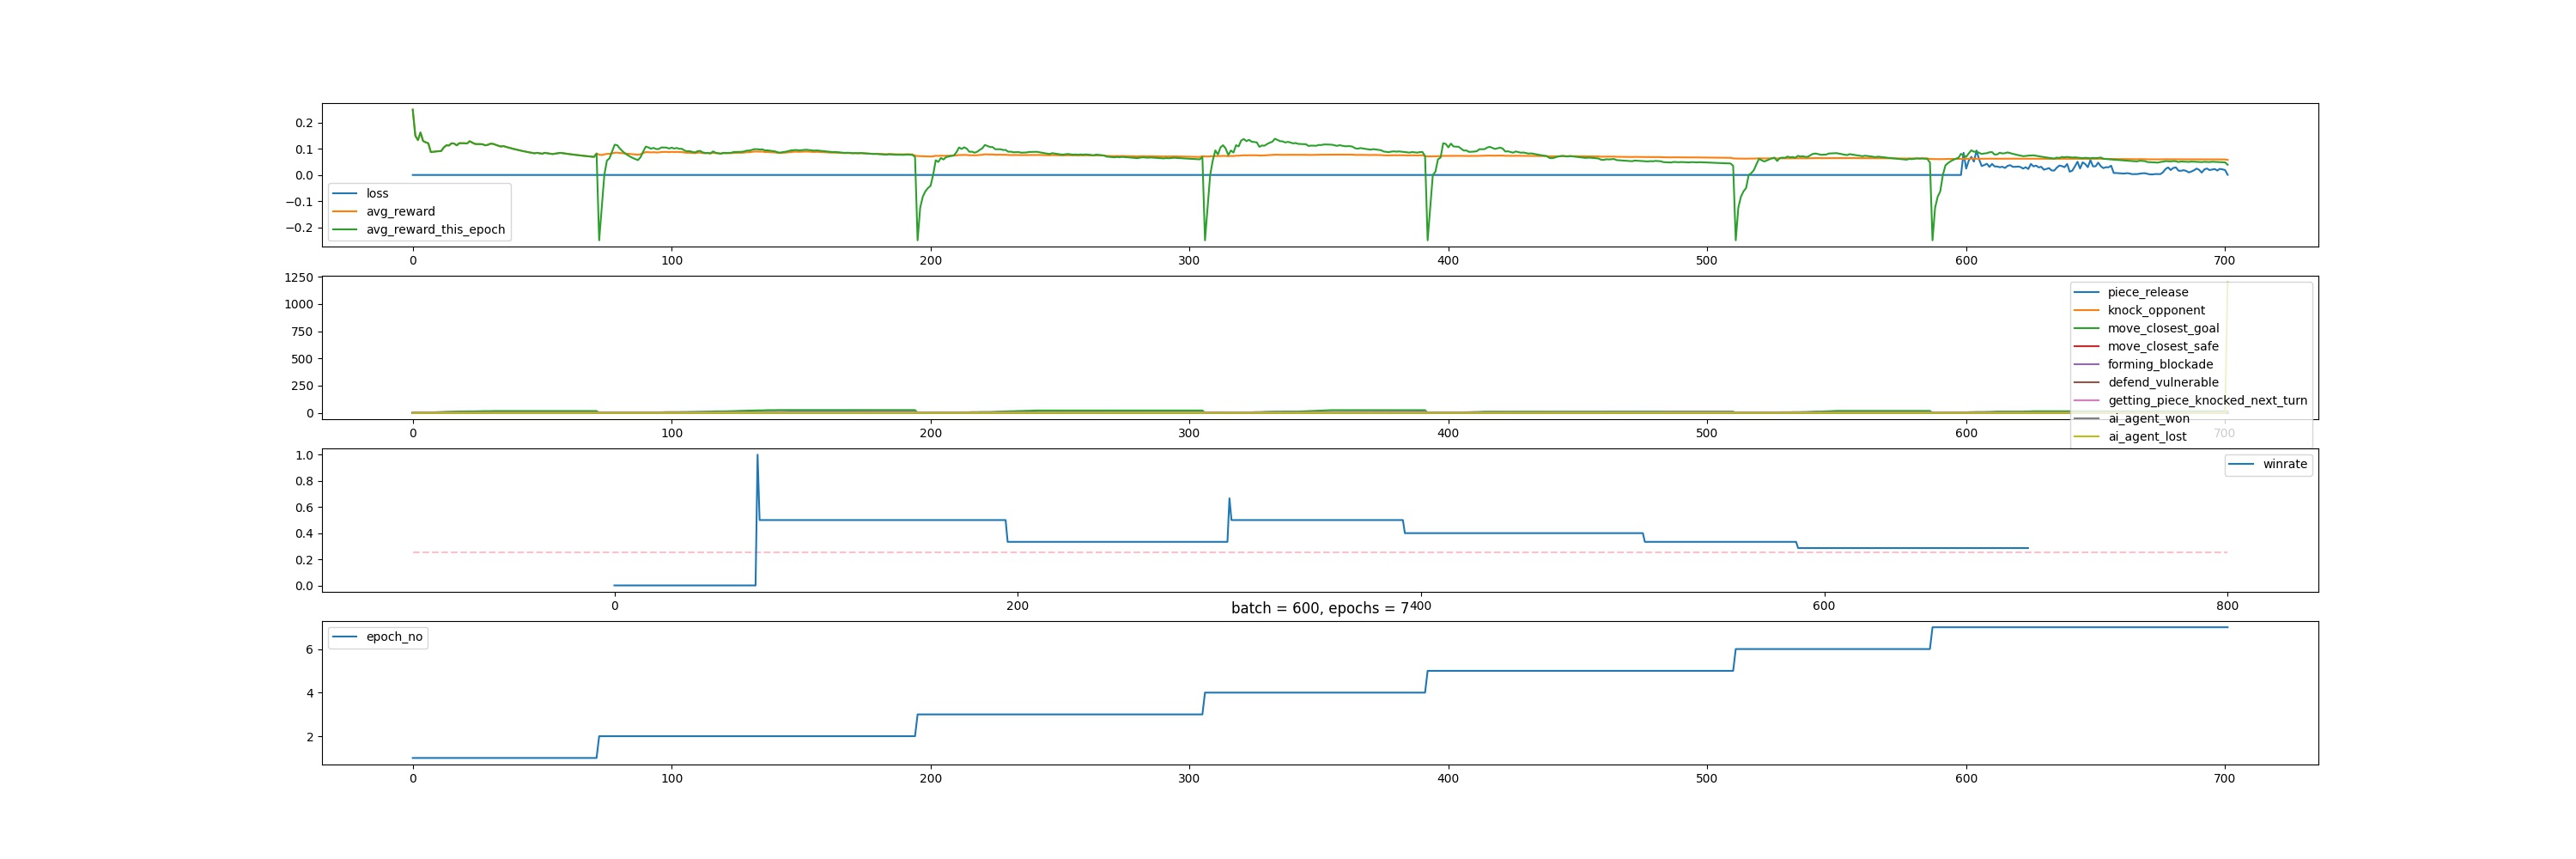 0.2
0.1
0.0
−0.1
−0.2
loss
avg_reward
avg_reward_this_epoch
0 100 200 300 400 500 600 700
1250
1000
750
500
250
0
piece_release
knock_opponent
move_closest_goal
move_closest_safe
forming_blockade
defend_vulnerable
getting_piece_knocked_next_turn
ai_agent_won
ai_agent_lost
0 100 200 300 400 500 600 700
1.0
0.8
0.6
0.4
0.2
0.0
winrate
0 200 400 600 800
batch = 600, epochs = 7
6
4
2
epoch_no
0 100 200 300 400 500 600 700